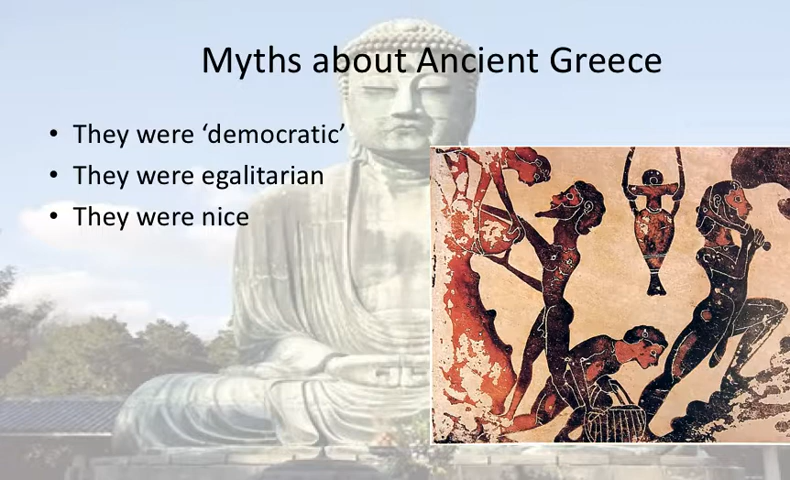 Myths about Ancient Greece
• They were ‘democratic’
• They were egalitarian
• They were nice